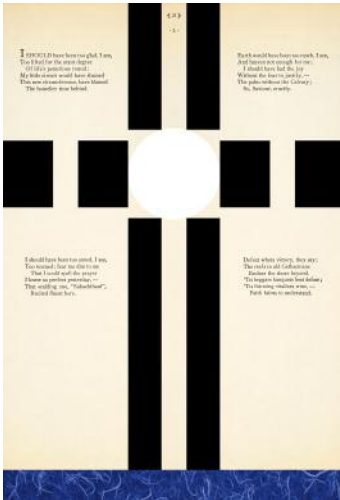 I SHOULD have been too glad, I see,
Too lifted for the scant degree
Of life's penurious round;
My little circuit would have shamed
This new circumference, have blamed
The homelier time behind.
Earth would have been too much, I see,
And heaven not enough for me;
I should have had the joy
Without the fear to justify, —
The palm without the Calvary;
So, Saviour, crucify.
I should have been too saved, I see,
Too rescued; fear too dim to me
That I could spell the prayer
I knew so perfect yesterday, —
That scalding one, "Sabachthani",
Recited fluent here.
Defeat whets victory, they say;
The reefs in old Gethsemane
Endear the shore beyond.
'Tis beggars banquets best define;
'Tis thirsting vitalizes wine, —
Faith faints to understand.